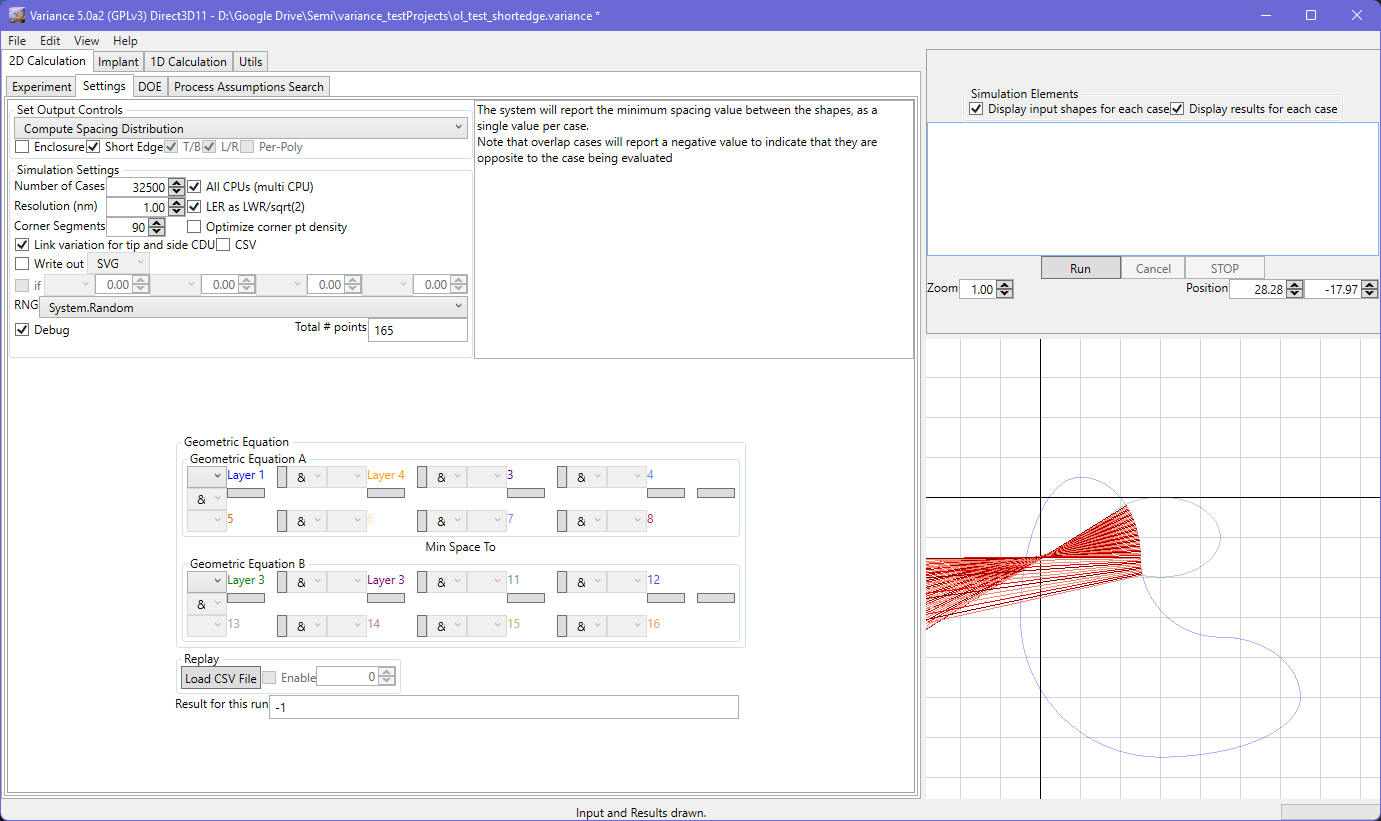 Variance 5.0a2 (GPLv3) Direct3D11 - D:\Google Drive\Semi\variance_testProjects\ol_test_shortedge.variance *
File Edit View Help
2D Calculation Implant 1D Calculation Utils
Experiment Settings DOE Process Assumptions Search
Set Output Controls
Compute Spacing Distribution
Enclosure Short Edge T/B L/R Per-Poly
Simulation Settings
Number of Cases 32500 All CPUs (multi CPU)
Resolution (nm) 1.00 LER as LWR/sqrt(2)
Corner Segments 90 Optimize corner pt density
Link variation for tip and side CDU CSV
Write out SVG
if 0.00 0.00 0.00 0.00
RNG System.Random
Debug Total # points 165
The system will report the minimum spacing value between the shapes, as a
single value per case.
Note that overlap cases will report a negative value to indicate that they are
opposite to the case being evaluated
Simulation Elements
Display input shapes for each case Display results for each case
Run Cancel STOP
Zoom 1.00 Position 28.28 -17.97
Geometric Equation
Geometric Equation A
Layer 1 & Layer 4 & 3 & 4
&
5 & 6 & 7 & 8
Min Space To
Geometric Equation B
Layer 3 & Layer 3 & 11 & 12
&
13 & 14 & 15 & 16
Replay
Load CSV File Enable 0
Result for this run -1
Input and Results drawn.